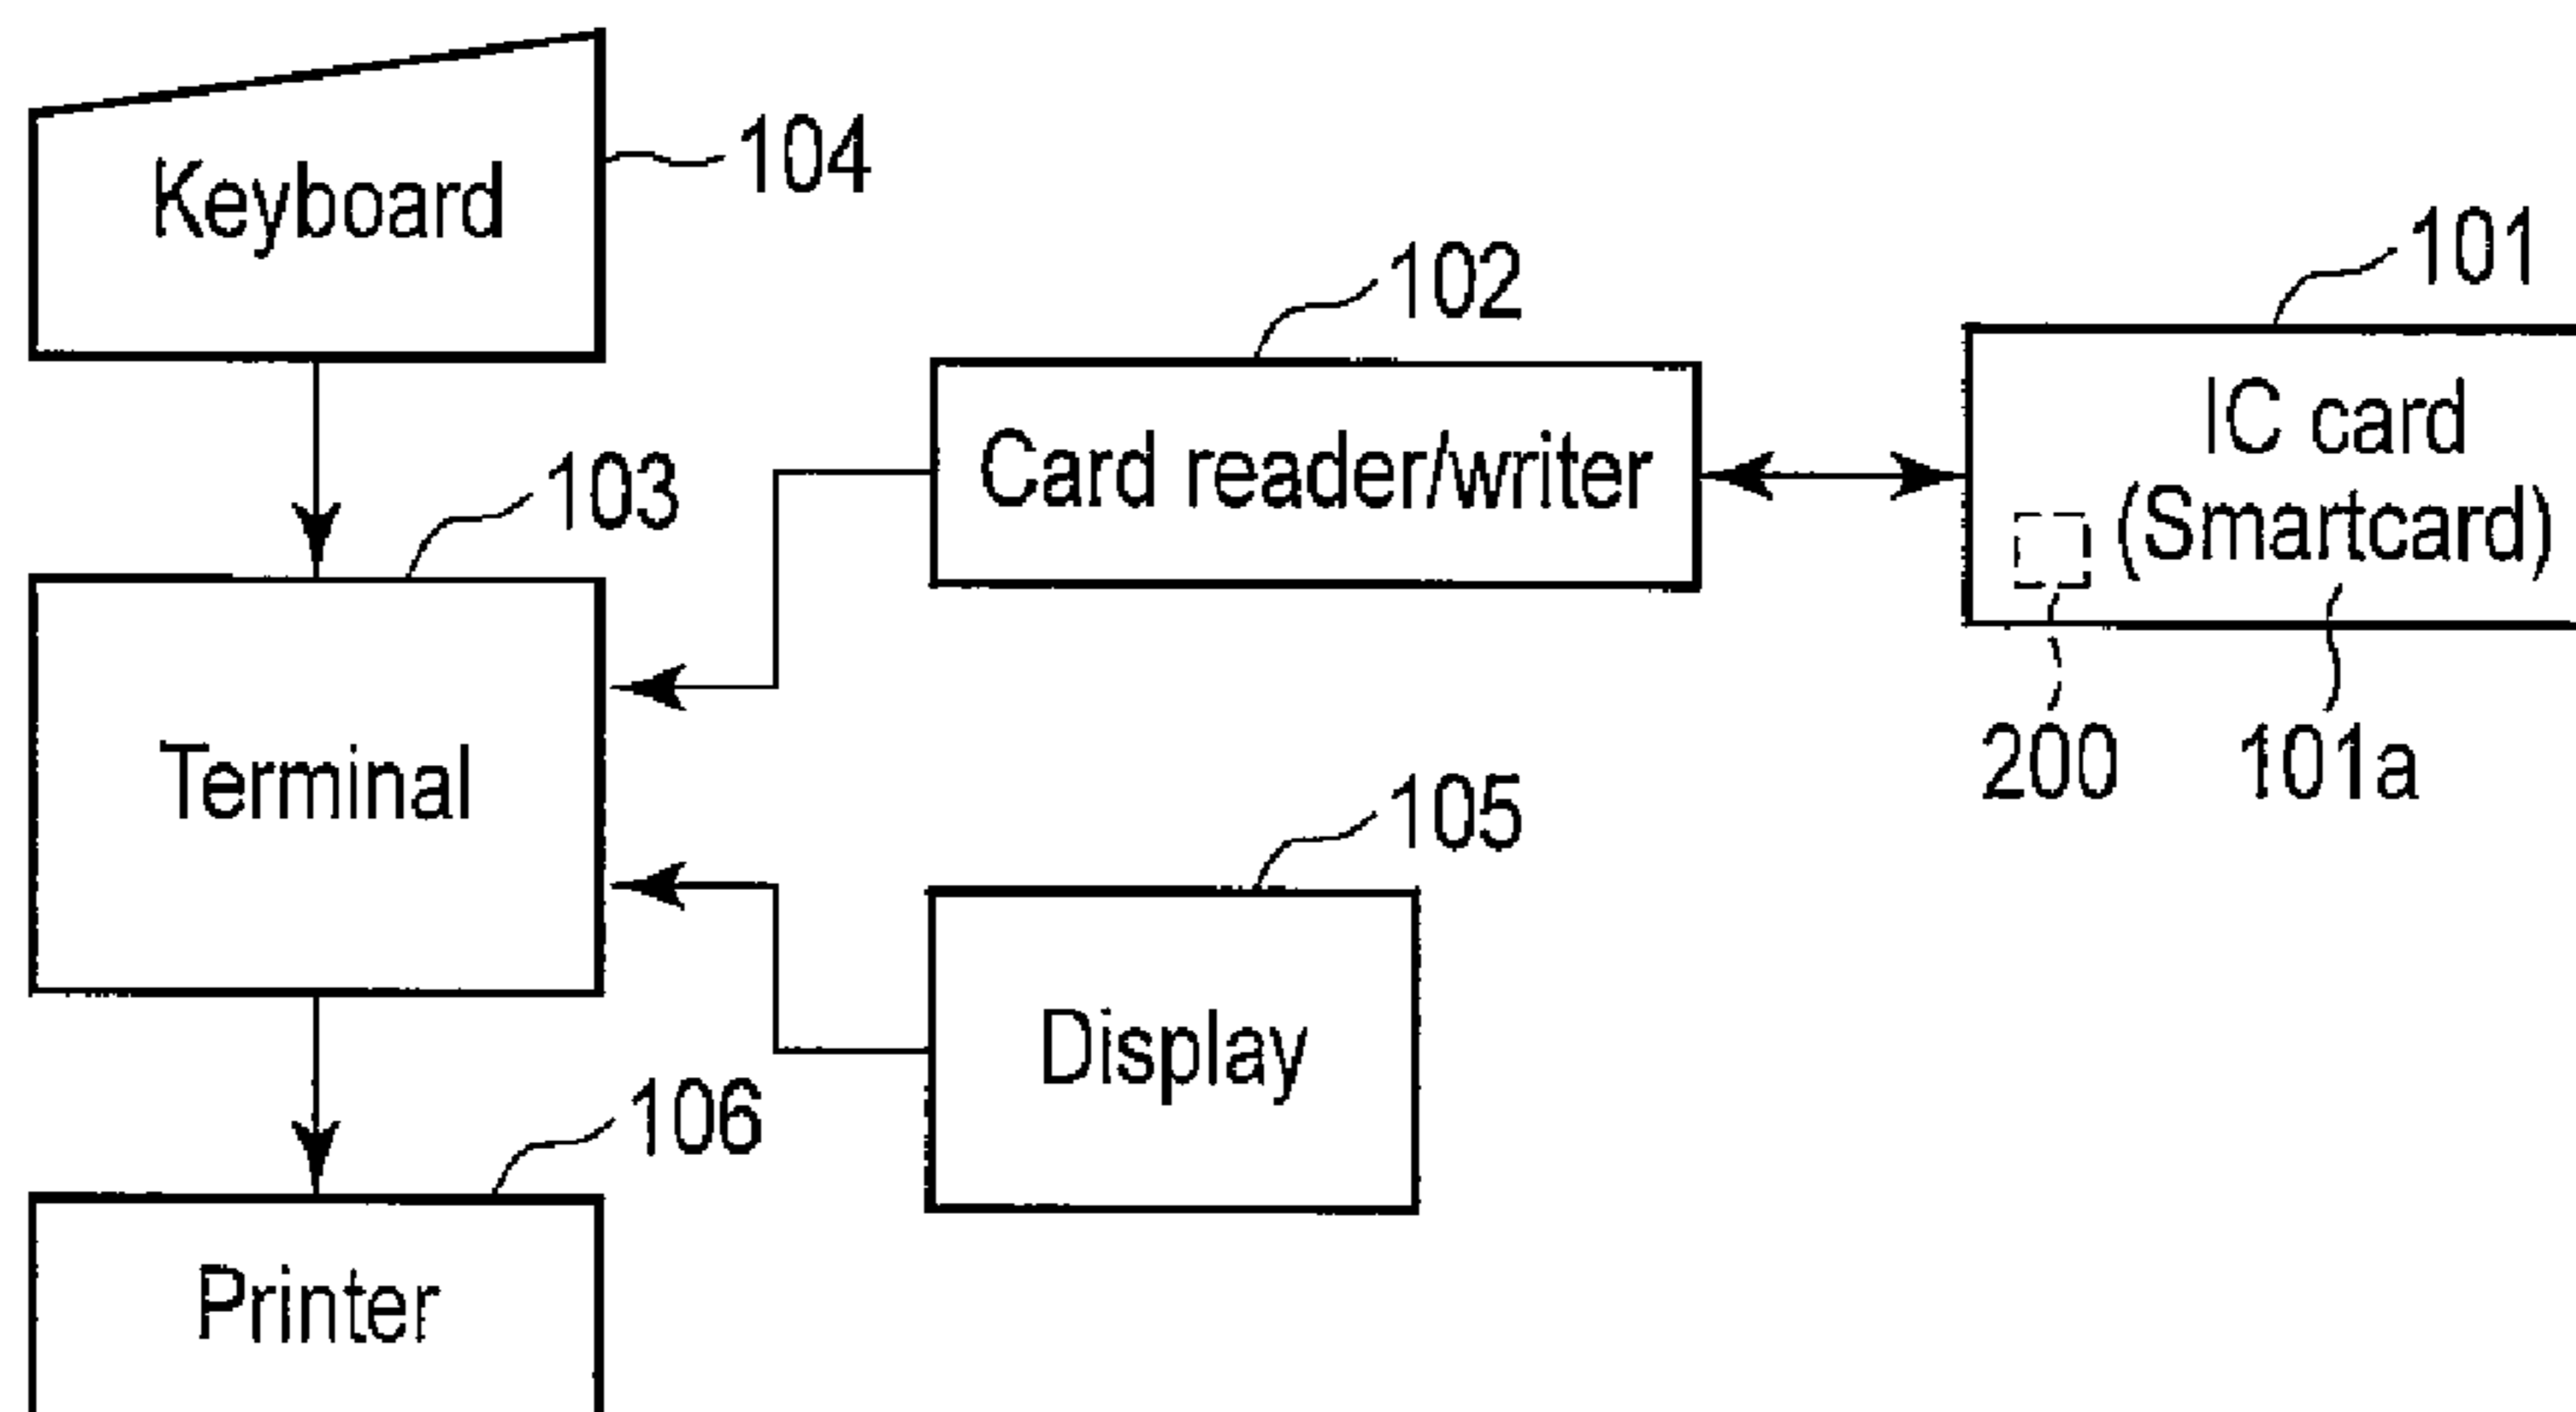 Keyboard
104
101
102
IC card
(Smartcard)
Card reader/writer
103
200
101a
Terminal
105
Display
106
Printer